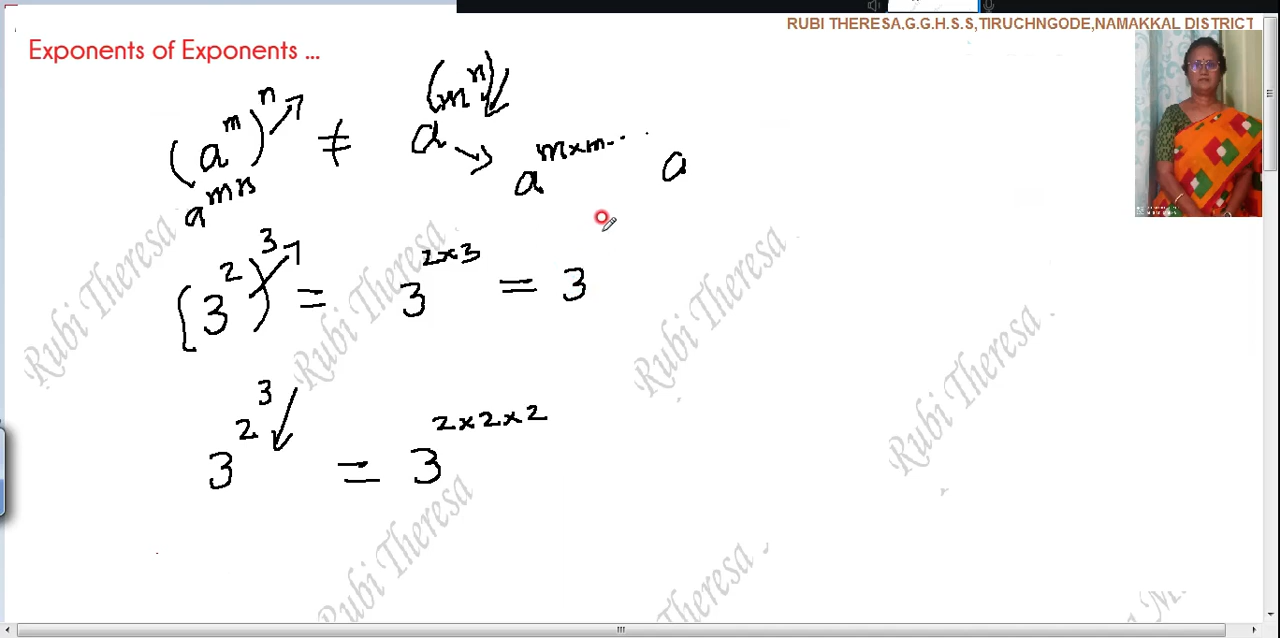 RUBI THERESA,G.G.H.S.S,TIRUCHNGODE,NAMAKKAL DISTRICT
Exponents of Exponents ...
(a^m)^n ≠ a^(m^n) → a^m×m... a
a^mn
(3^2)^3 = 3^2×3 = 3
3^2^3 = 3^2×2×2
Rubi Theresa
Rubi Theresa
Rubi Theresa
Rubi Theresa
Rubi Theresa
Rubi Theresa